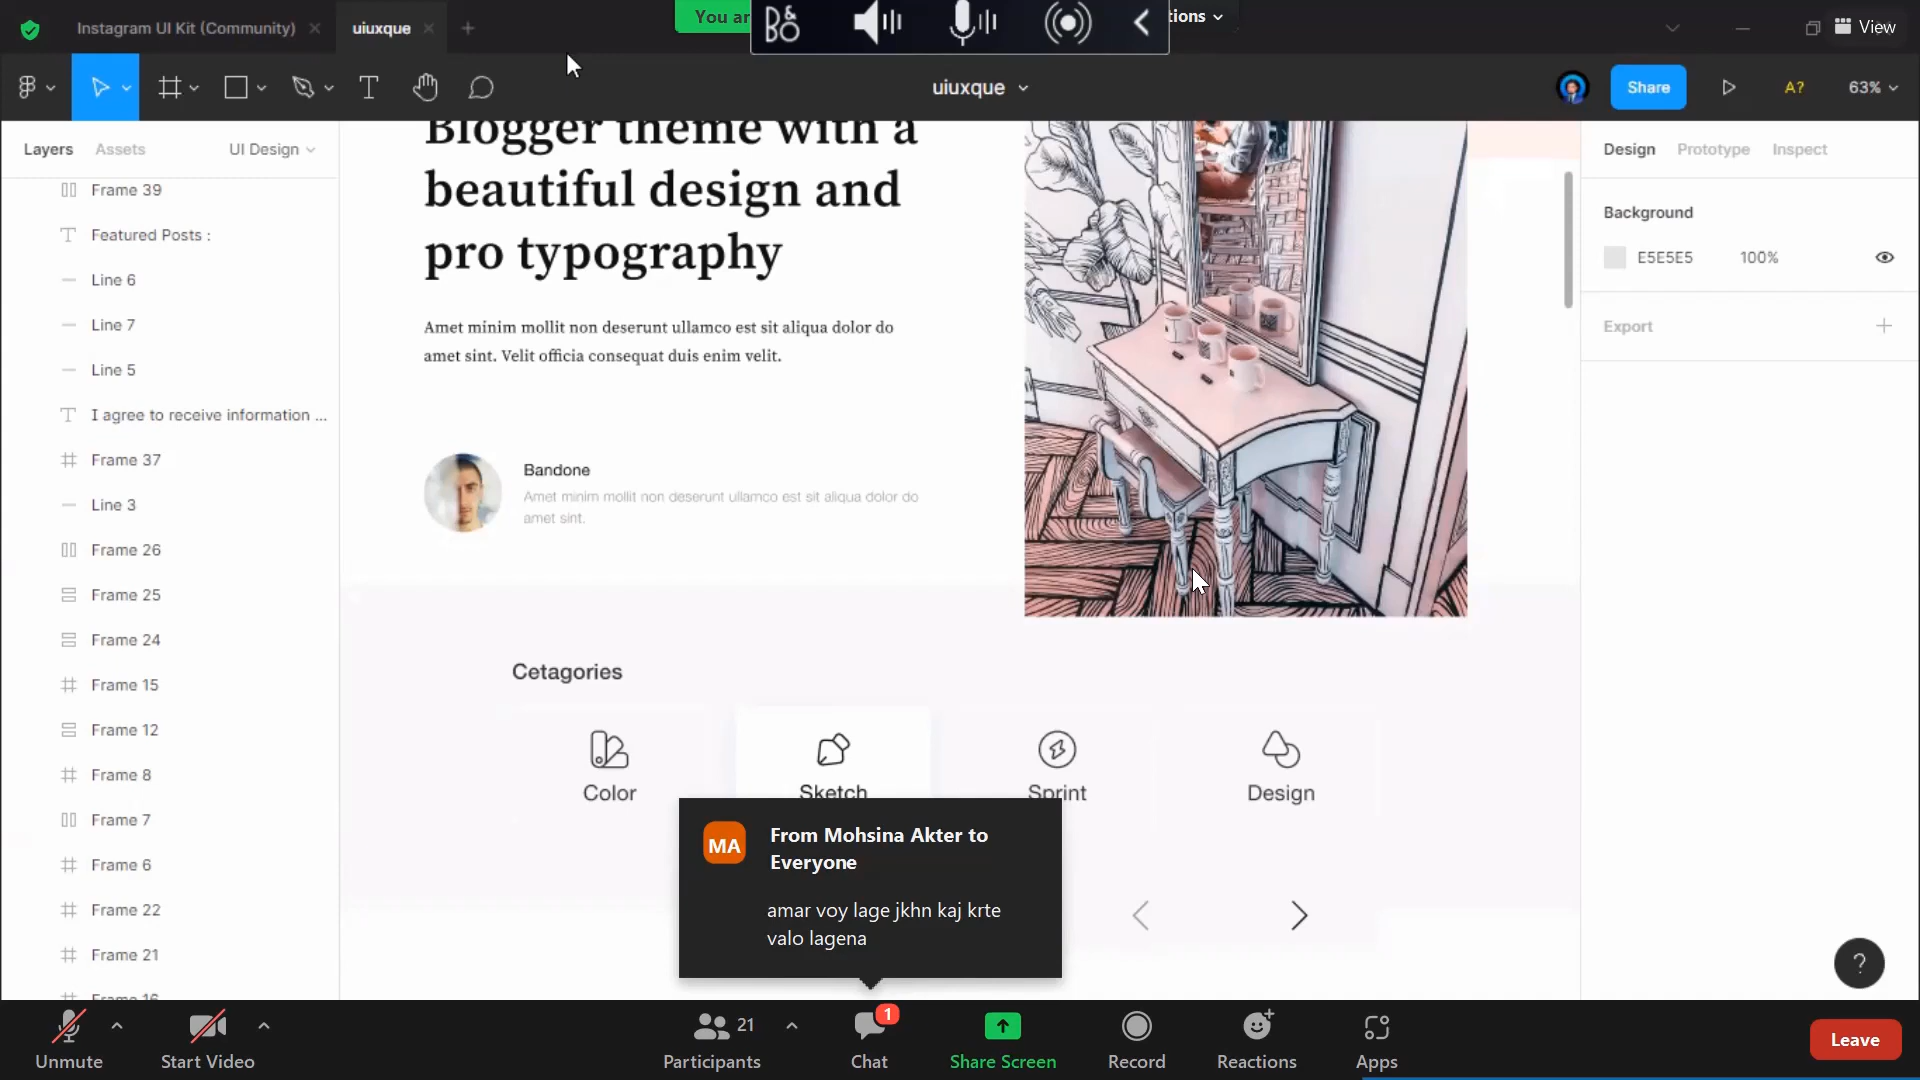 Instagram UI Kit (Community)
uiuxque
You ar
B&O
tions
View
uiuxque
Share
A?
63%
Layers
Assets
UI Design
Frame 39
Featured Posts :
Line 6
Line 7
Line 5
I agree to receive information ...
Frame 37
Line 3
Frame 26
Frame 25
Frame 24
Frame 15
Frame 12
Frame 8
Frame 7
Frame 6
Frame 22
Frame 21
Frame 16
Blogger theme with a
beautiful design and
pro typography
Amet minim mollit non deserunt ullamco est sit aliqua dolor do
amet sint. Velit officia consequat duis enim velit.
Bandone
Amet minim mollit non deserunt ullamco est sit aliqua dolor do
amet sint.
Cetagories
Color
Sketch
Sprint
Design
Design
Prototype
Inspect
Background
E5E5E5
100%
Export
?
MA
From Mohsina Akter to
Everyone
amar voy lage jkhn kaj krte
valo lagena
Unmute
Start Video
21
Participants
1
Chat
Share Screen
Record
Reactions
Apps
Leave